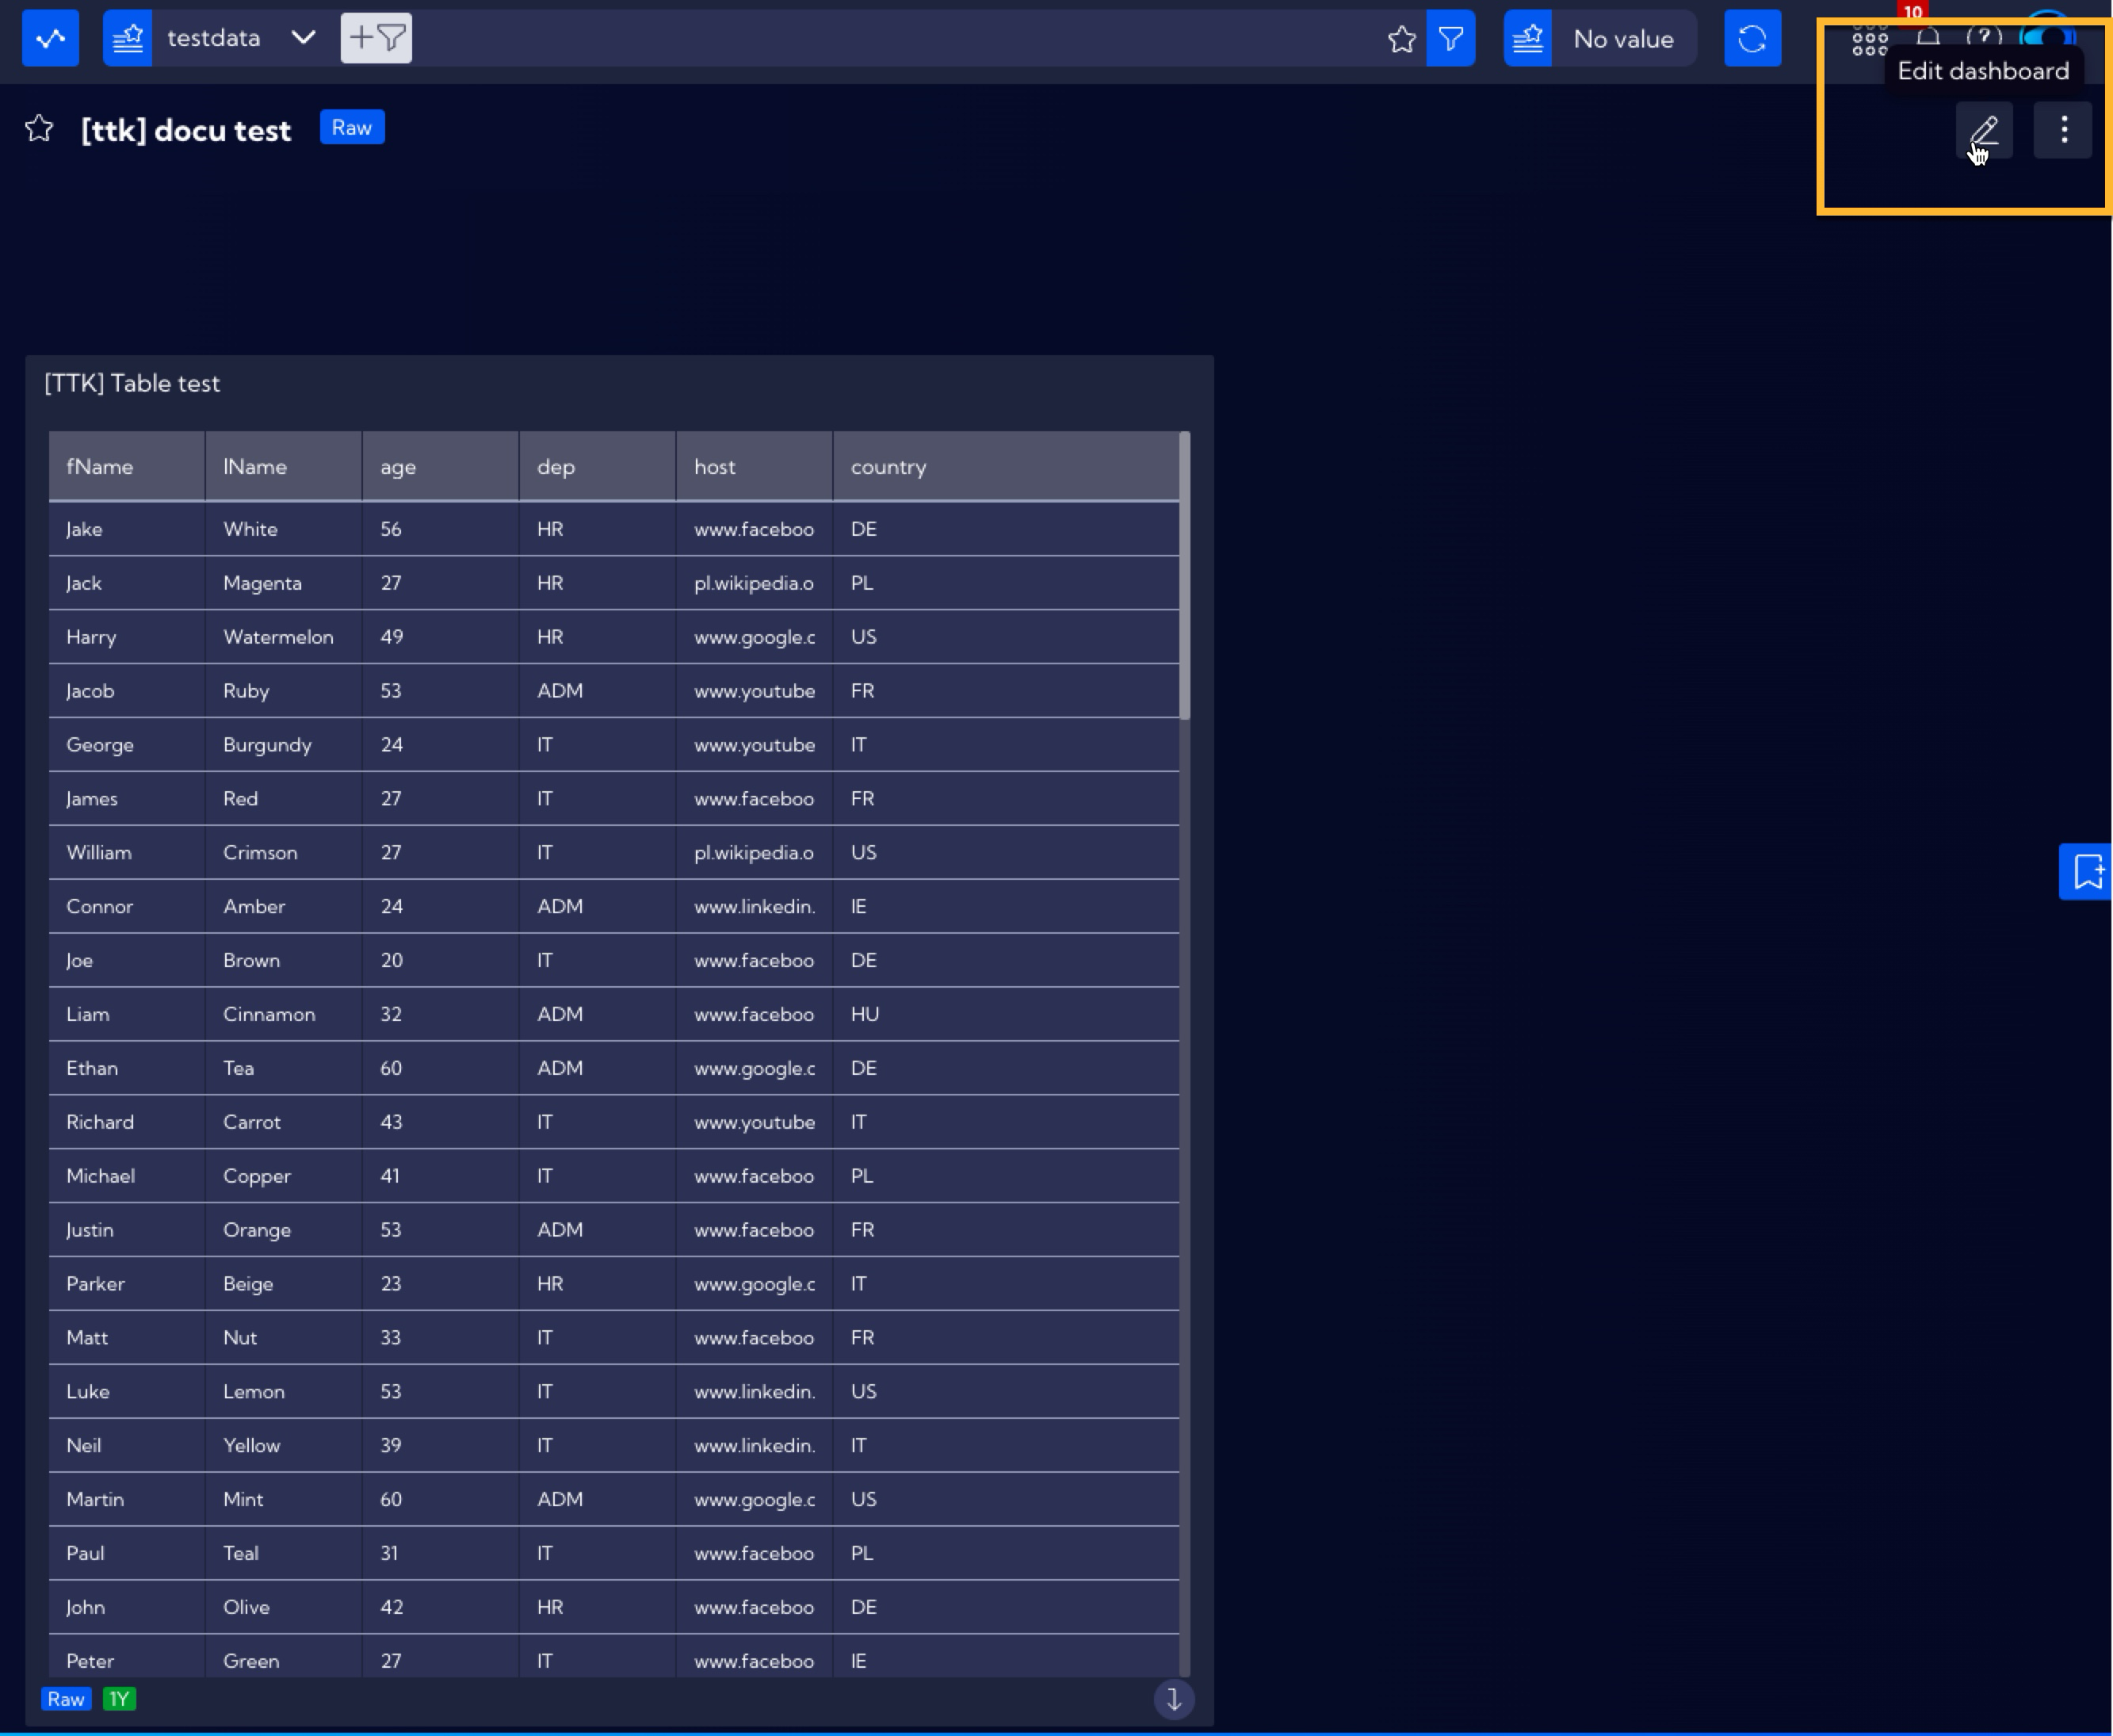 testdata No value 10
Edit dashboard
[ttk] docu test Raw
[TTK] Table test
fName lName age dep host country
Jake White 56 HR www.faceboo DE
Jack Magenta 27 HR pl.wikipedia.o PL
Harry Watermelon 49 HR www.google.c US
Jacob Ruby 53 ADM www.youtube FR
George Burgundy 24 IT www.youtube IT
James Red 27 IT www.faceboo FR
William Crimson 27 IT pl.wikipedia.o US
Connor Amber 24 ADM www.linkedin. IE
Joe Brown 20 IT www.faceboo DE
Liam Cinnamon 32 ADM www.faceboo HU
Ethan Tea 60 ADM www.google.c DE
Richard Carrot 43 IT www.youtube IT
Michael Copper 41 IT www.faceboo PL
Justin Orange 53 ADM www.faceboo FR
Parker Beige 23 HR www.google.c IT
Matt Nut 33 IT www.faceboo FR
Luke Lemon 53 IT www.linkedin. US
Neil Yellow 39 IT www.linkedin. IT
Martin Mint 60 ADM www.google.c US
Paul Teal 31 IT www.faceboo PL
John Olive 42 HR www.faceboo DE
Peter Green 27 IT www.faceboo IE
Raw 1Y